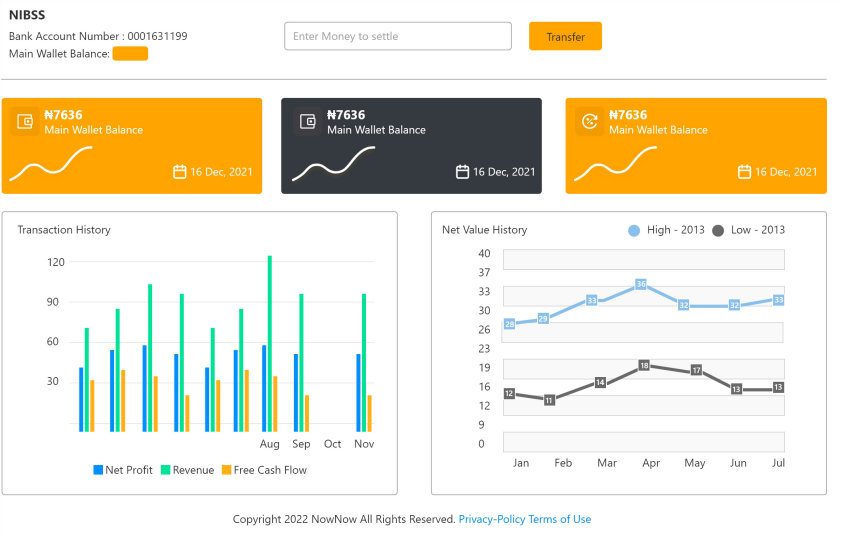 NIBSS
Bank Account Number : 0001631199
Enter Money to settle
Transfer
Main Wallet Balance:
₦7636
Main Wallet Balance
16 Dec, 2021
₦7636
Main Wallet Balance
16 Dec, 2021
₦7636
Main Wallet Balance
16 Dec, 2021
Transaction History
120
90
60
30
Aug Sep Oct Nov
Net Profit Revenue Free Cash Flow
Net Value History
High - 2013 Low - 2013
40
37
33
30
26
23
19
16
12
9
0
28 29 33 36 32 32 33
12 11 14 18 17 13 13
Jan Feb Mar Apr May Jun Jul
Copyright 2022 NowNow All Rights Reserved. Privacy-Policy Terms of Use